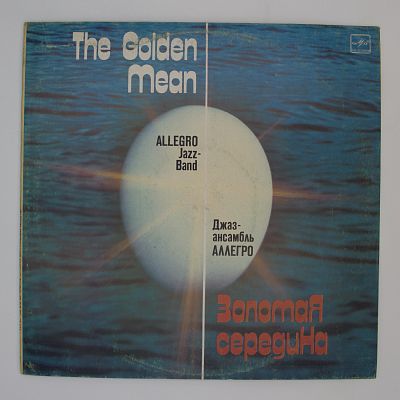 The Golden
Mean
ALLEGRO
Jazz-
Band
Джаз-
ансамбль
АЛЛЕГРО
Золотая
середина